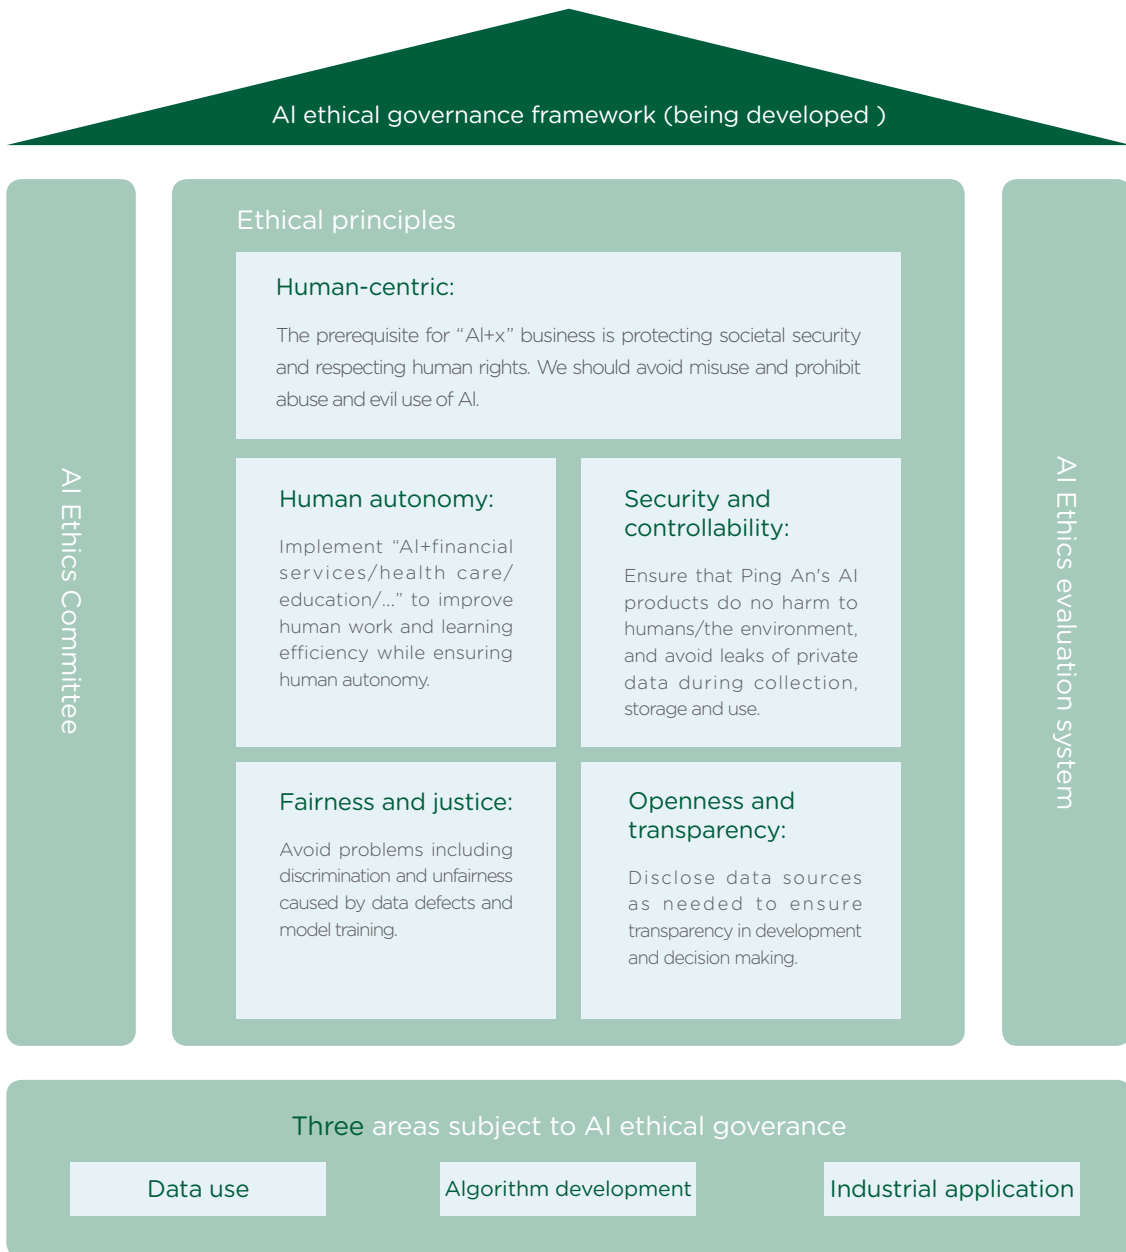 AI ethical governance framework (being developed )
AI Ethics Committee
Ethical principles
Human-centric:
The prerequisite for “AI+x” business is protecting societal security
and respecting human rights. We should avoid misuse and prohibit
abuse and evil use of AI.
Human autonomy:
Implement “AI+financial
services/health care/
education/...” to improve
human work and learning
efficiency while ensuring
human autonomy.
Security and
controllability:
Ensure that Ping An's AI
products do no harm to
humans/the environment,
and avoid leaks of private
data during collection,
storage and use.
Fairness and justice:
Avoid problems including
discrimination and unfairness
caused by data defects and
model training.
Openness and
transparency:
Disclose data sources
as needed to ensure
transparency in development
and decision making.
AI Ethics evaluation system
Three areas subject to AI ethical goverance
Data use
Algorithm development
Industrial application